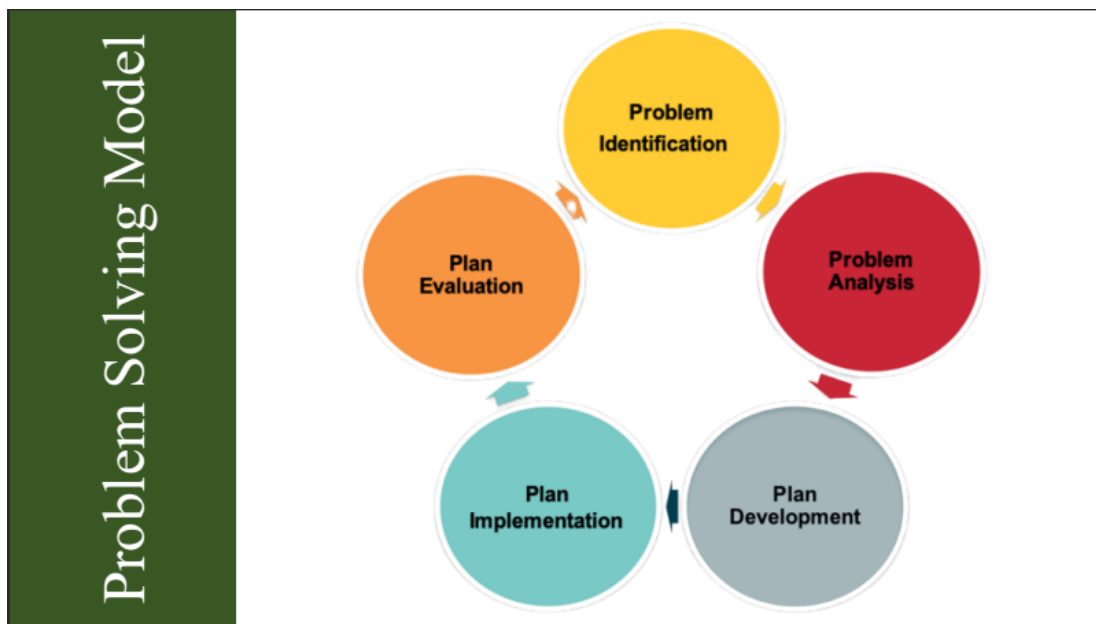 Problem Solving Model
Problem
Identification
Problem
Analysis
Plan
Development
Plan
Implementation
Plan
Evaluation